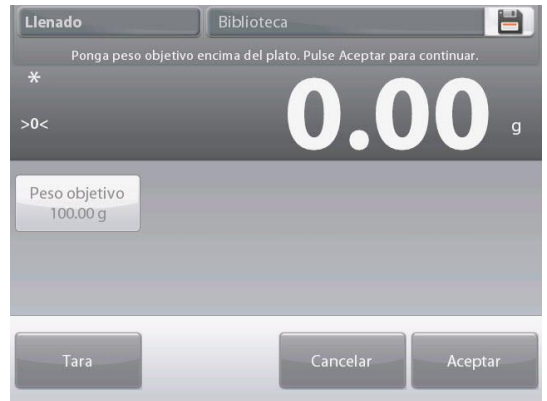 Llenado
Biblioteca
Ponga peso objetivo encima del plato. Pulse Aceptar para continuar.
*
>0<
0.00 g
Peso objetivo
100.00 g
Tara
Cancelar
Aceptar